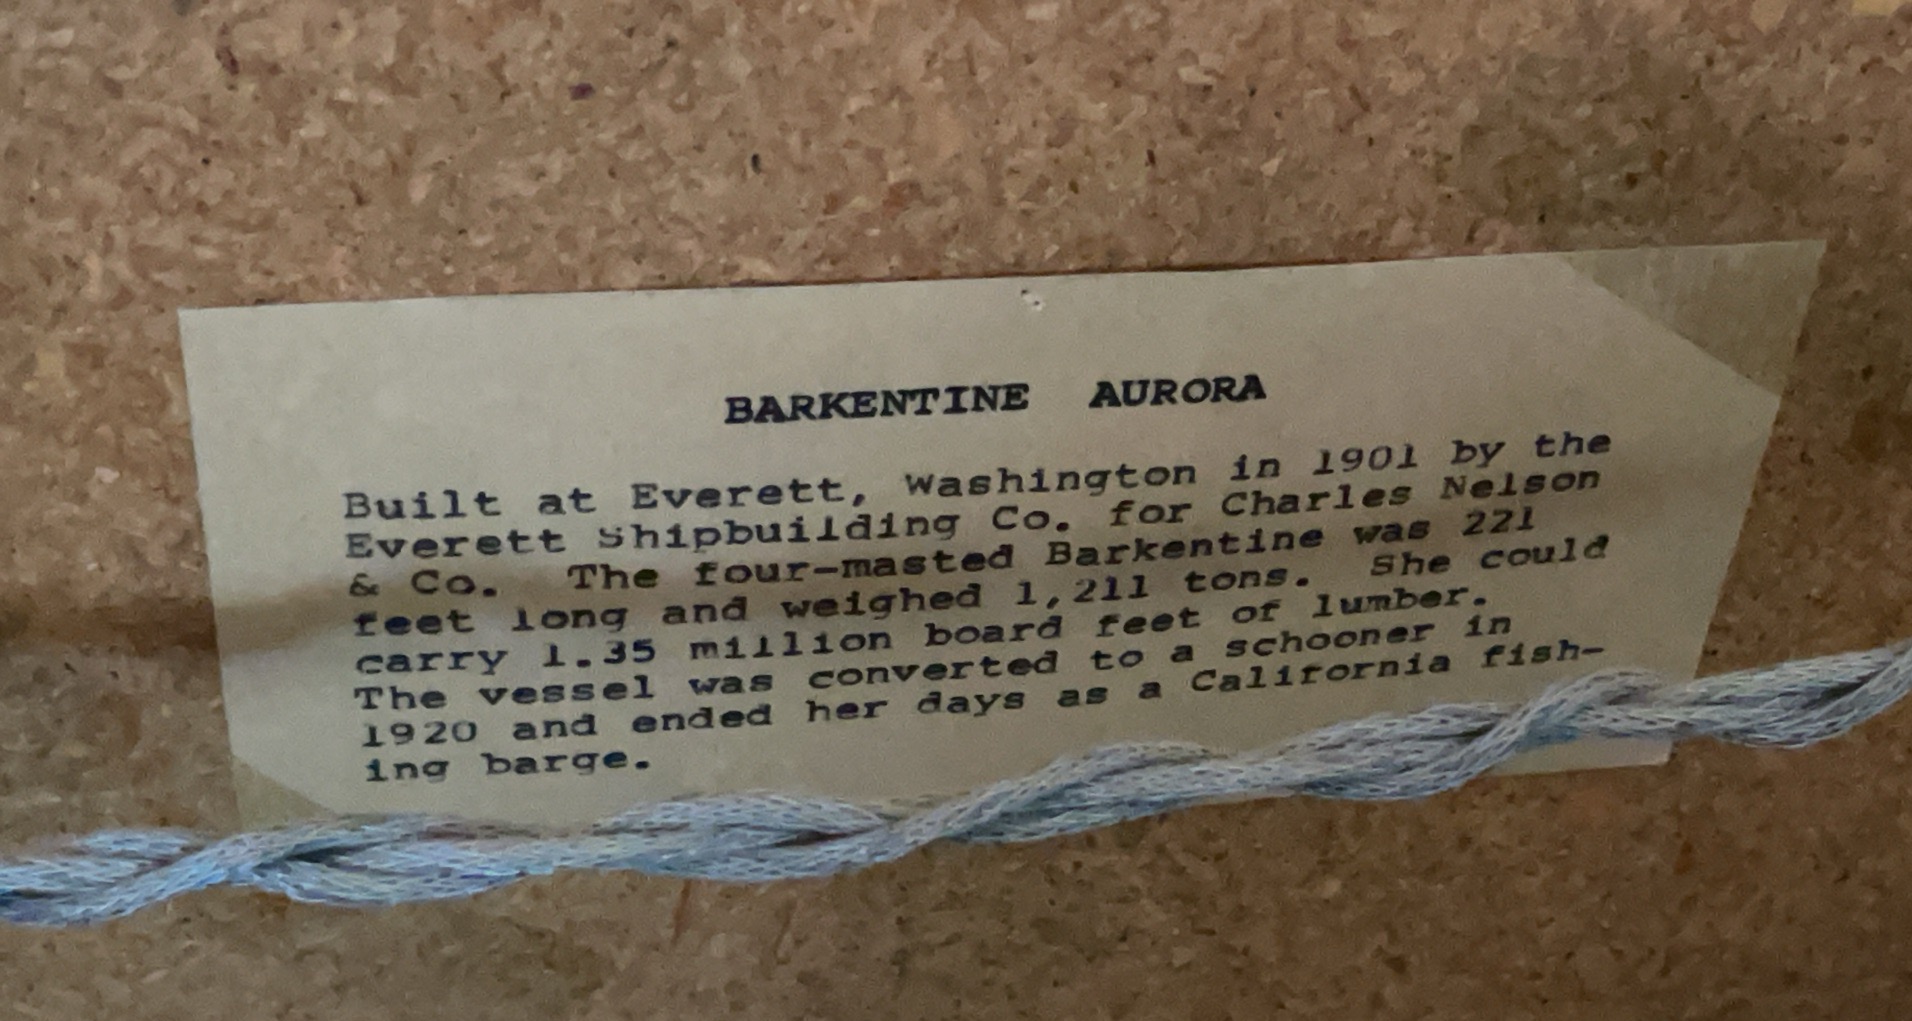 BARKENTINE AURORA
Built at Everett, Washington in 1901 by the
Everett Shipbuilding Co. for Charles Nelson
& Co. The four-masted Barkentine was 221
feet long and weighed 1,211 tons. She could
carry 1.35 million board feet of lumber.
The vessel was converted to a schooner in
1920 and ended her days as a California fish-
ing barge.